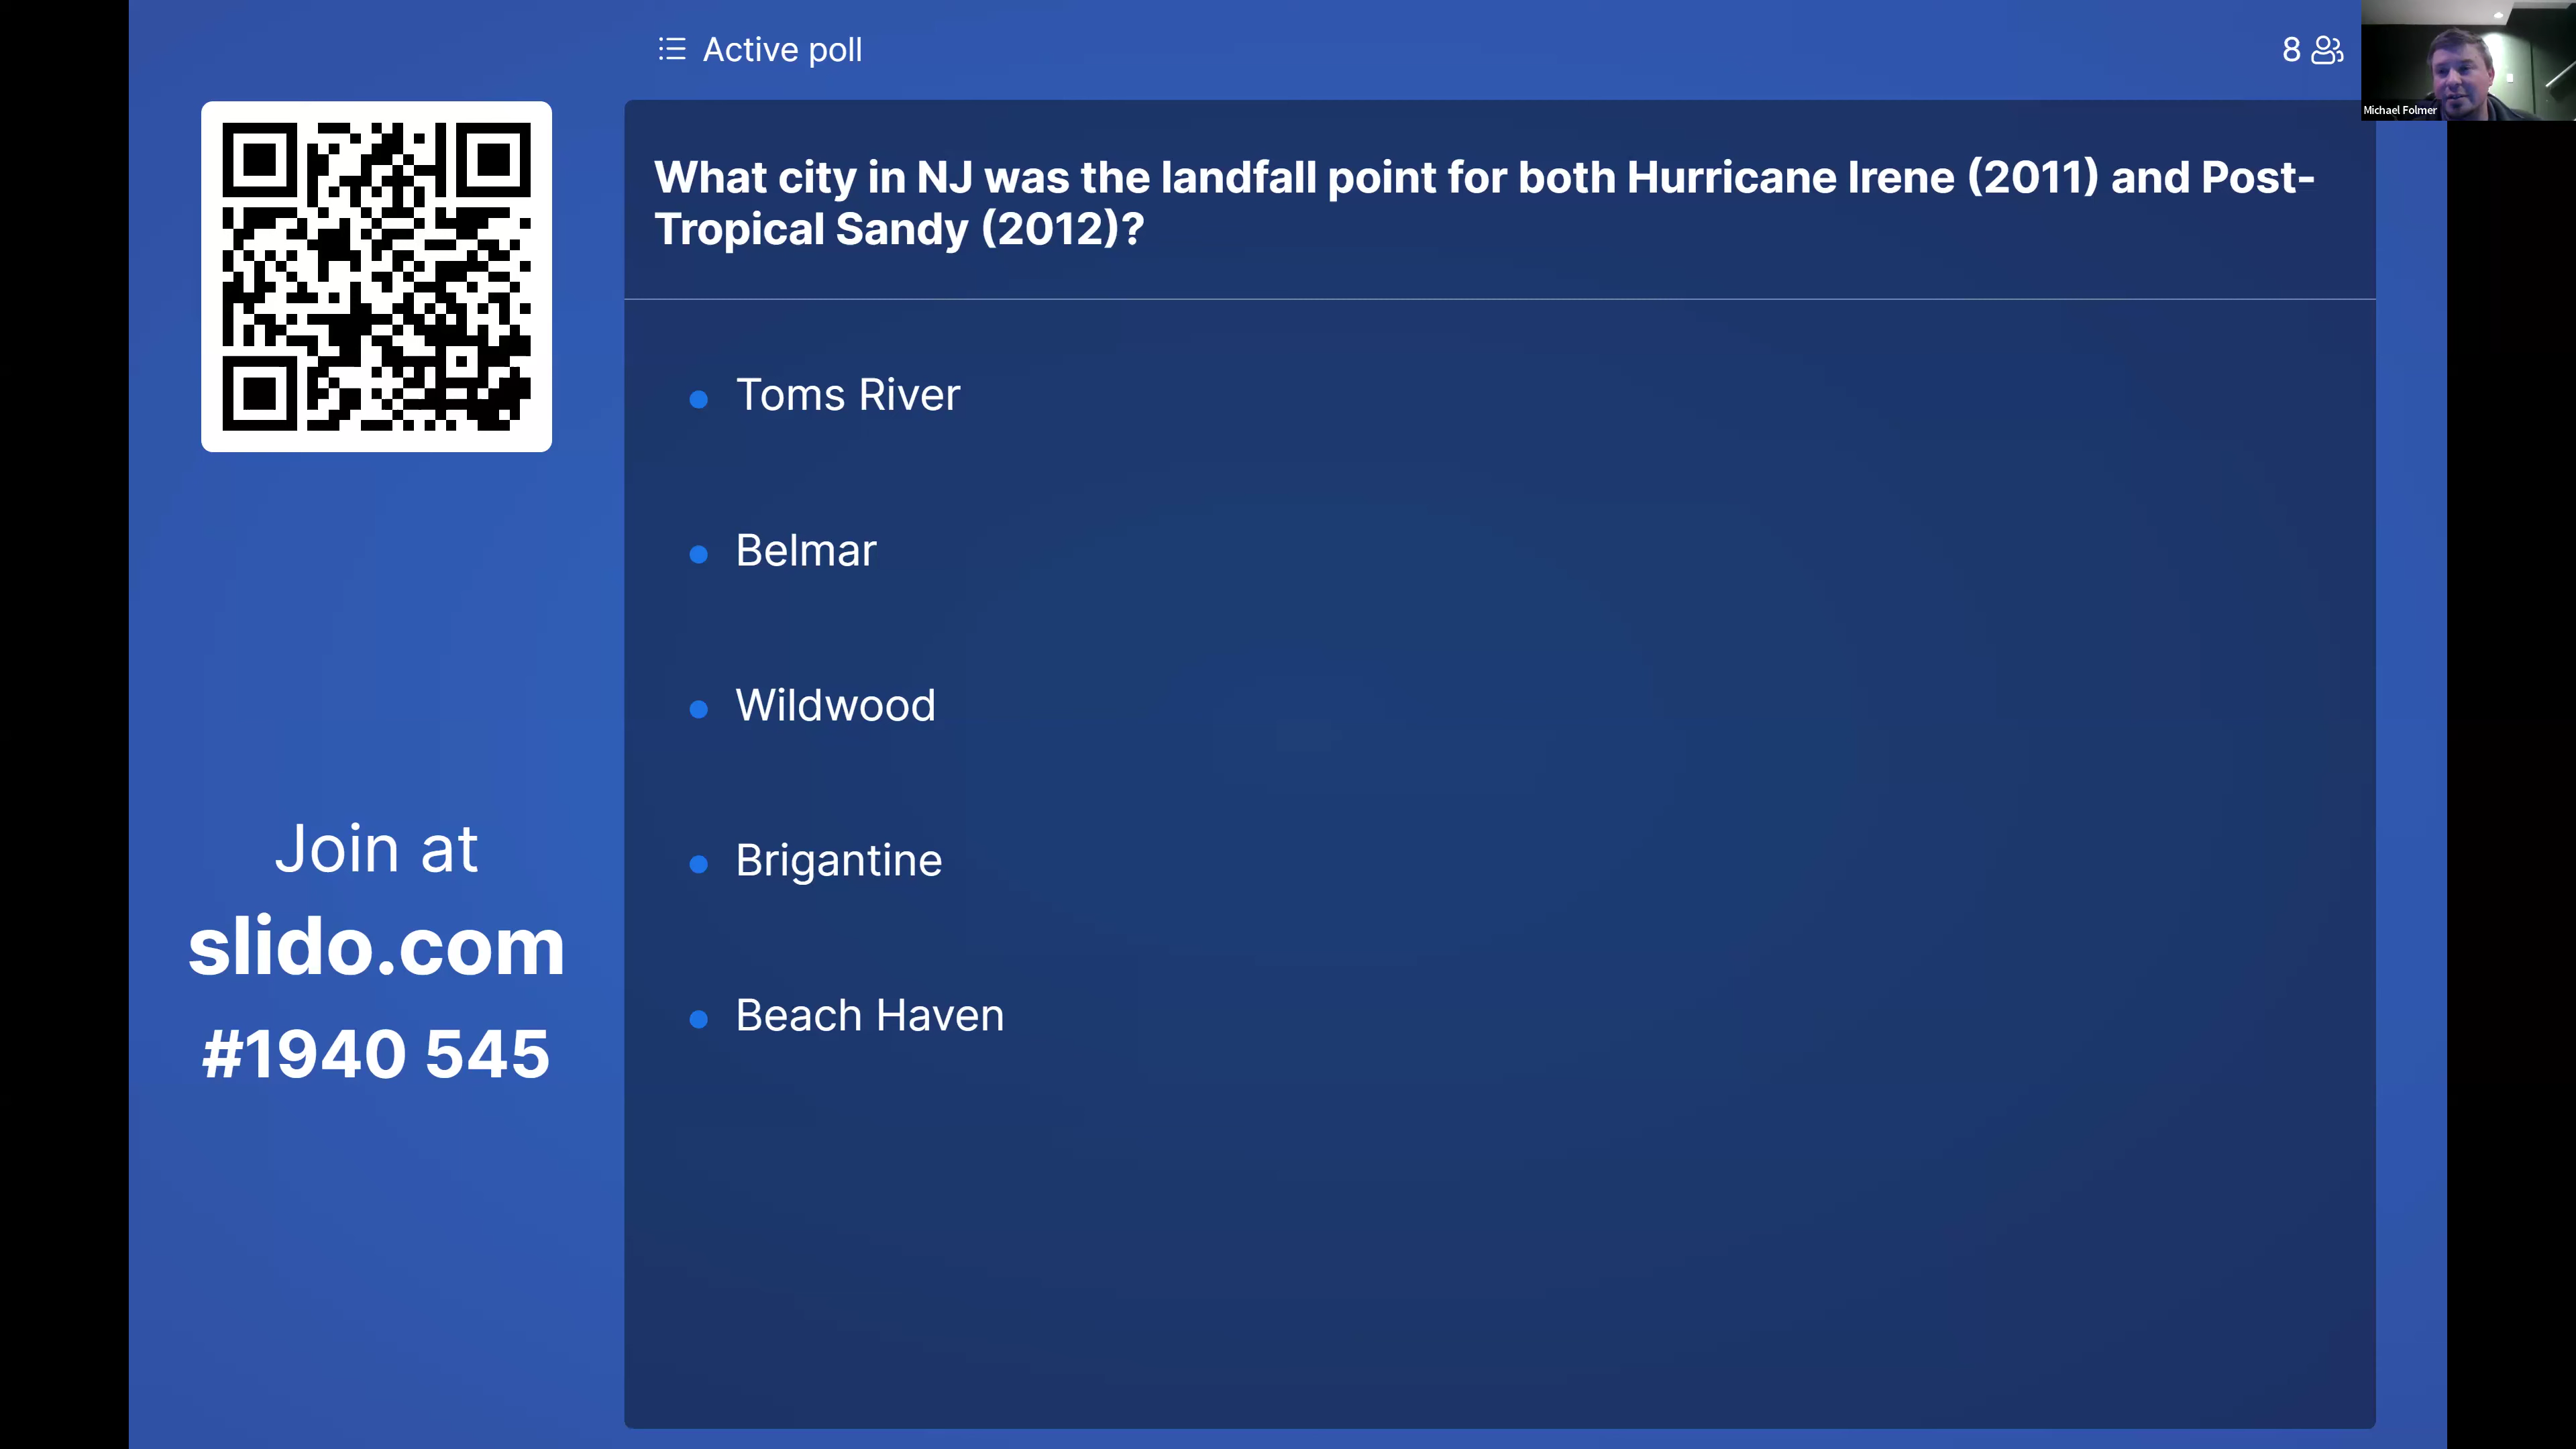 Active poll
8
Michael Folmer
What city in NJ was the landfall point for both Hurricane Irene (2011) and Post-
Tropical Sandy (2012)?
Toms River
Belmar
Wildwood
Brigantine
Beach Haven
Join at
slido.com
#1940 545